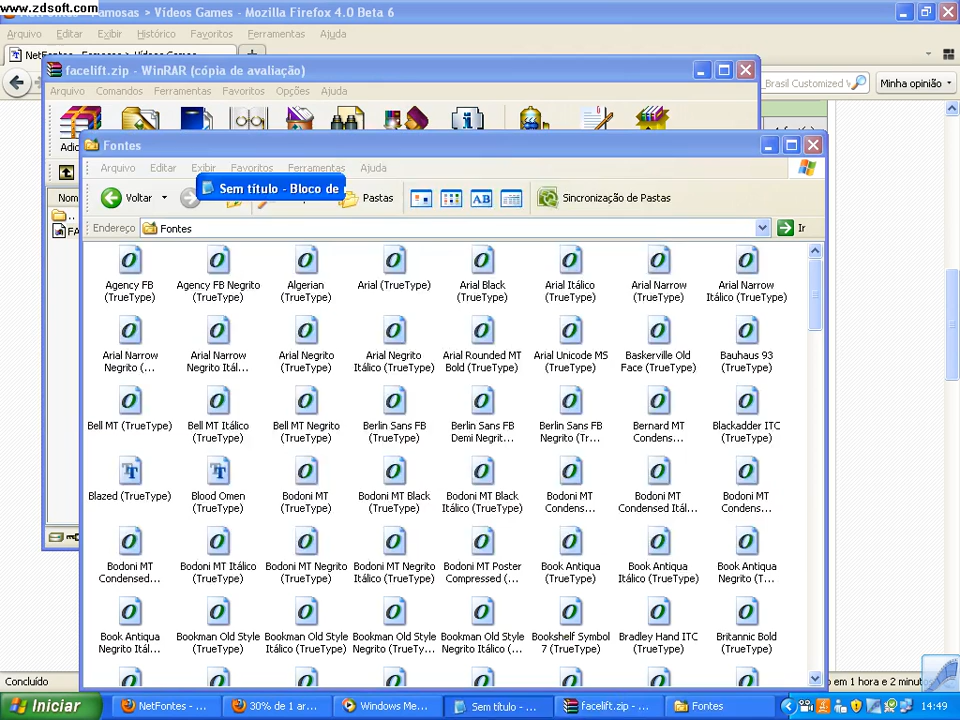 www.zdsoft.com
Famosas > Vídeos Games - Mozilla Firefox 4.0 Beta 6
Arquivo Editar Exibir Histórico Favoritos Ferramentas Ajuda
facelift.zip - WinRAR (cópia de avaliação)
Brasil Customized Minha opinião
Arquivo Comandos Ferramentas Favoritos Opções Ajuda
Fontes
Arquivo Editar Exibir Favoritos Ferramentas Ajuda
Sem título - Bloco de
Voltar Pastas Sincronização de Pastas
Endereço Fontes Ir
Agency FB (TrueType)
Agency FB Negrito (TrueType)
Algerian (TrueType)
Arial (TrueType)
Arial Black (TrueType)
Arial Itálico (TrueType)
Arial Narrow (TrueType)
Arial Narrow Itálico (TrueType)
Arial Narrow Negrito (...
Arial Narrow Negrito Itál...
Arial Negrito (TrueType)
Arial Negrito Itálico (TrueType)
Arial Rounded MT Bold (TrueType)
Arial Unicode MS (TrueType)
Baskerville Old Face (TrueType)
Bauhaus 93 (TrueType)
Bell MT (TrueType)
Bell MT Itálico (TrueType)
Bell MT Negrito (TrueType)
Berlin Sans FB (TrueType)
Berlin Sans FB Demi Negrit...
Berlin Sans FB Negrito (Tr...
Bernard MT Condens...
Blackadder ITC (TrueType)
Blazed (TrueType)
Blood Omen (TrueType)
Bodoni MT (TrueType)
Bodoni MT Black (TrueType)
Bodoni MT Black Itálico (TrueType)
Bodoni MT Condens...
Bodoni MT Condensed Itál...
Bodoni MT Condens...
Bodoni MT Condensed...
Bodoni MT Itálico (TrueType)
Bodoni MT Negrito (TrueType)
Bodoni MT Negrito Itálico (TrueType)
Bodoni MT Poster Compressed (...
Book Antiqua (TrueType)
Book Antiqua Itálico (TrueType)
Book Antiqua Negrito (T...
Book Antiqua Negrito Itál...
Bookman Old Style (TrueType)
Bookman Old Style Itálico (TrueType)
Bookman Old Style Negrito (TrueTy...
Bookman Old Style Negrito Itálico (...
Bookshelf Symbol 7 (TrueType)
Bradley Hand ITC (TrueType)
Britannic Bold (TrueType)
Concluído
em 1 hora e 2 minuto
Iniciar NetFontes - ... 30% de 1 ar... Windows Me... Sem título - ... facelift.zip - ... Fontes 14:49